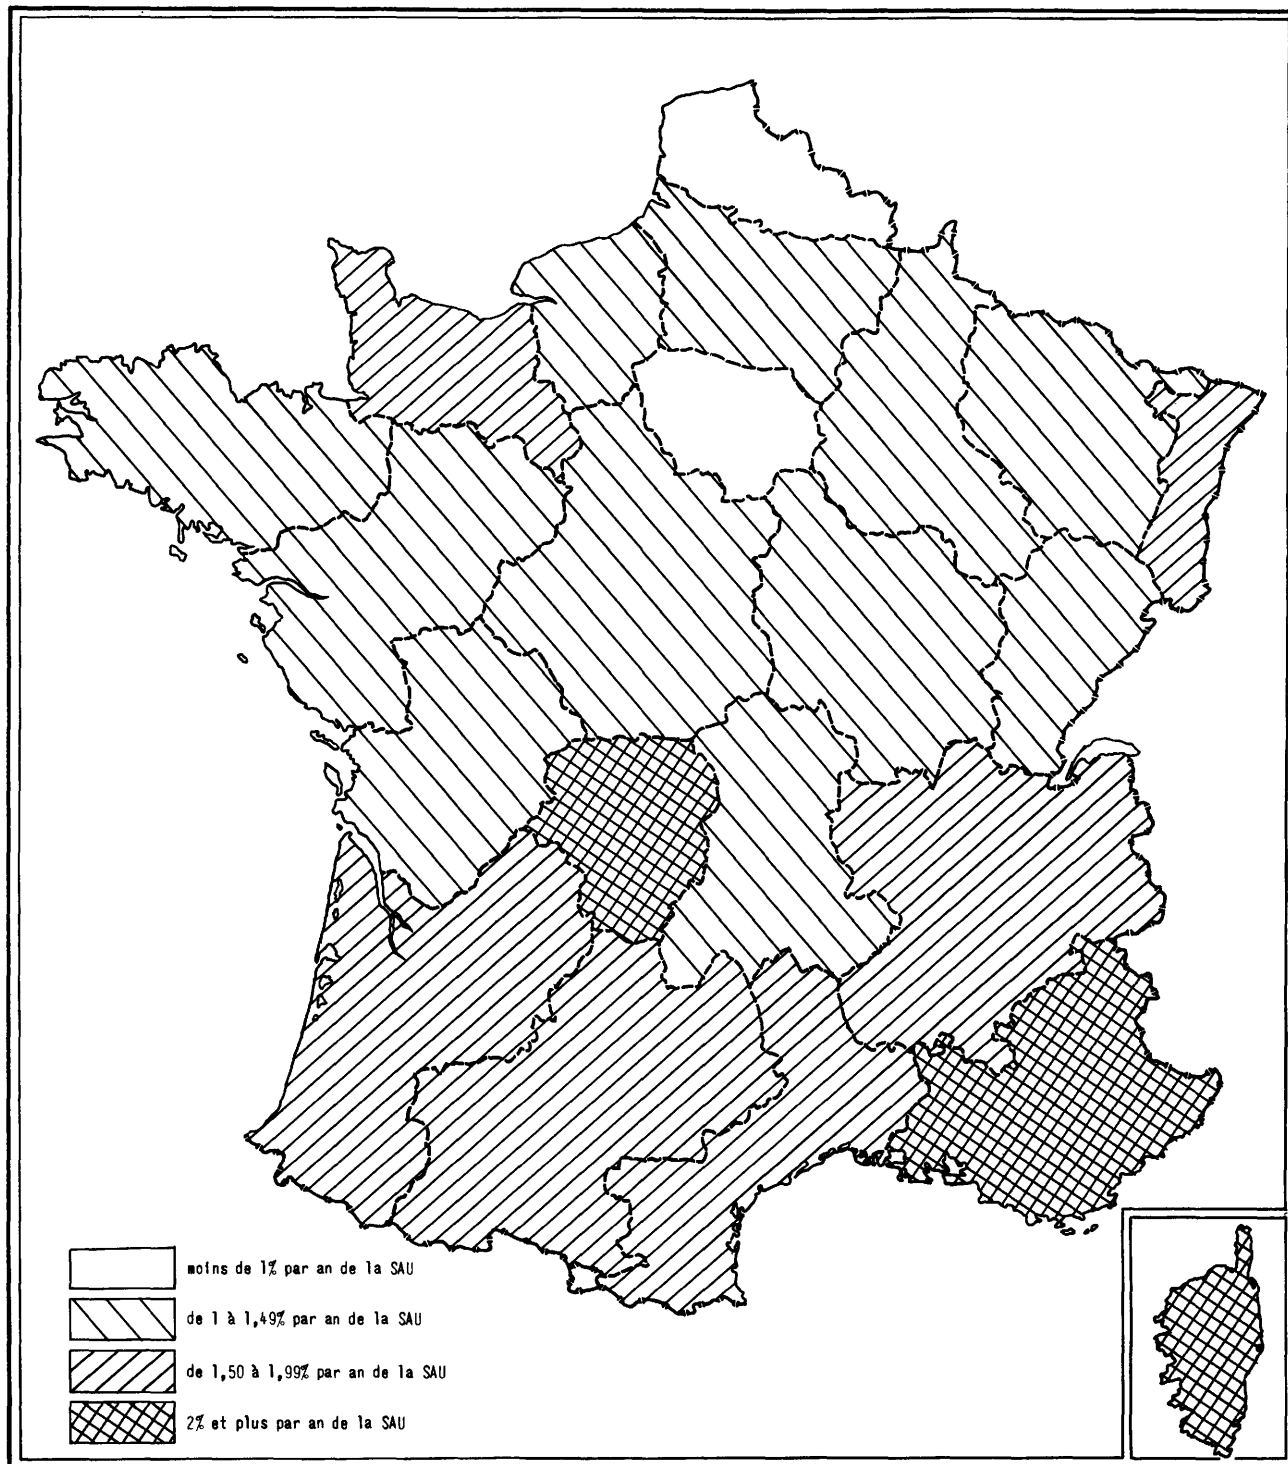 moins de 1% par an de la SAU
de 1 à 1,49% par an de la SAU
de 1,50 à 1,99% par an de la SAU
2% et plus par an de la SAU